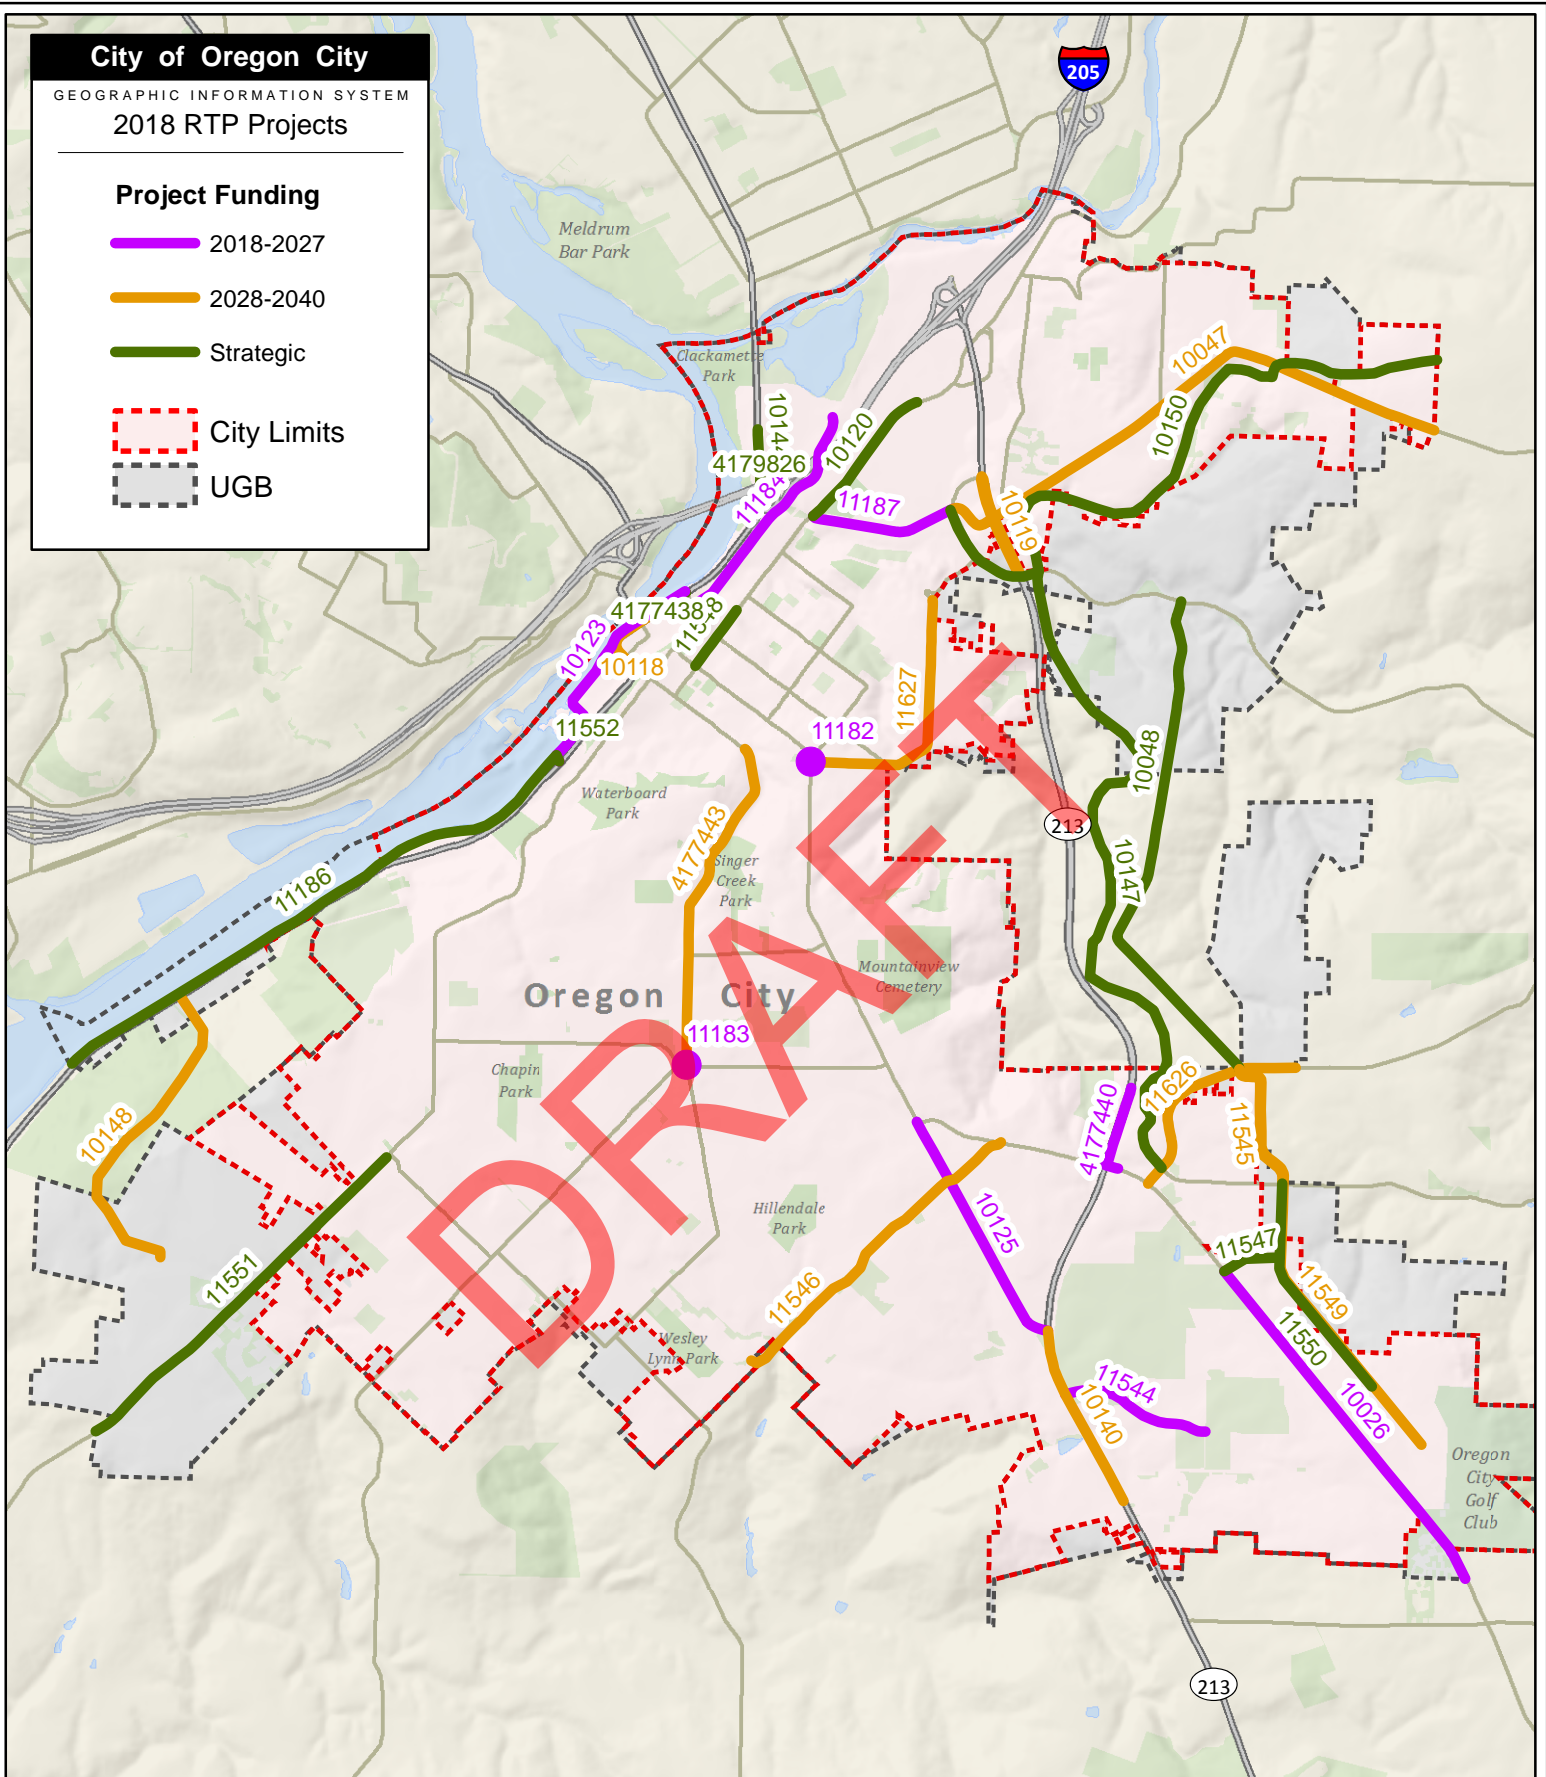 City of Oregon City
GEOGRAPHIC INFORMATION SYSTEM
2018 RTP Projects
Project Funding
2018-2027
2028-2040
Strategic
City Limits
UGB
205
Meldrum
Bar Park
Clackamette
Park
10047
10150
10120
4179826
11184
11187
10119
4177438
10123
10118
11552
11627
11182
10048
Waterboard
Park
213
4177443
Singer
Creek
Park
10147
11186
Mountainview
Cemetery
Oregon City
11183
Chapin
Park
11626
4177440
11545
10148
Hillendale
Park
10125
11547
11551
11546
11549
11550
Wesley
Lynn Park
11544
10140
10026
Oregon
City
Golf
Club
213
DRAFT